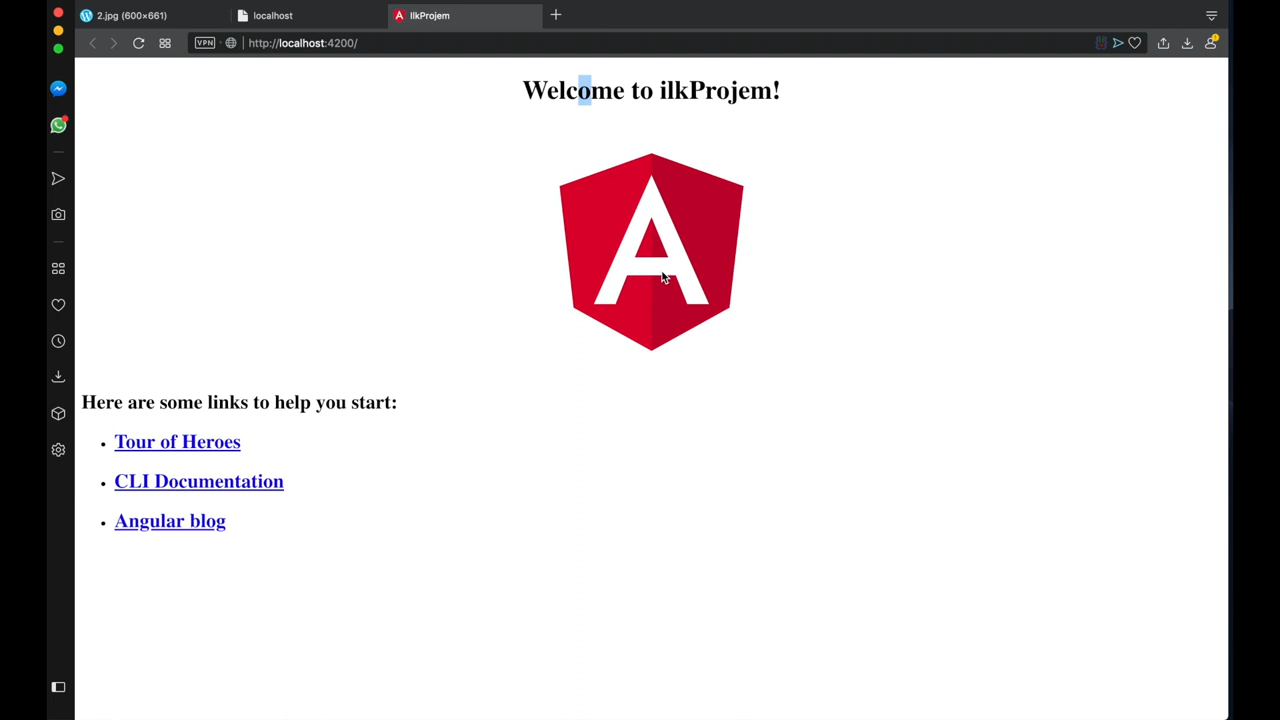 2.jpg (600×661)
localhost
IlkProjem
VPN
http://localhost:4200/
Welcome to ilkProjem!
A
Here are some links to help you start:
• Tour of Heroes
• CLI Documentation
• Angular blog